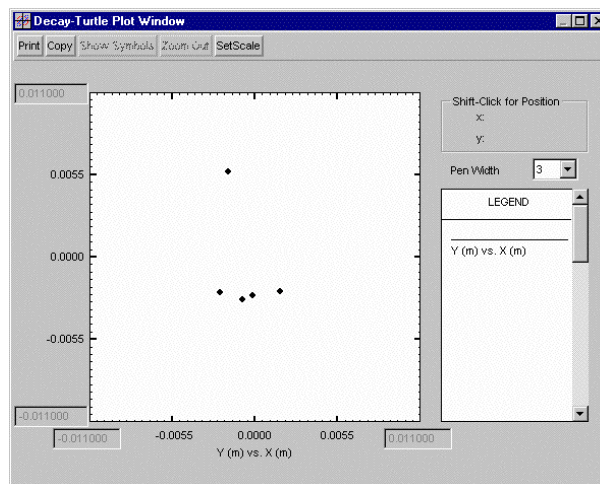 Decay-Turtle Plot Window
Print Copy Show Symbols Zoom Out SetScale
0.011000
0.0055
0.0000
-0.0055
-0.011000
-0.011000 -0.0055 0.0000 0.0055 0.011000
Y (m) vs. X (m)
Shift-Click for Position
x:
y:
Pen Width 3
LEGEND
Y (m) vs. X (m)